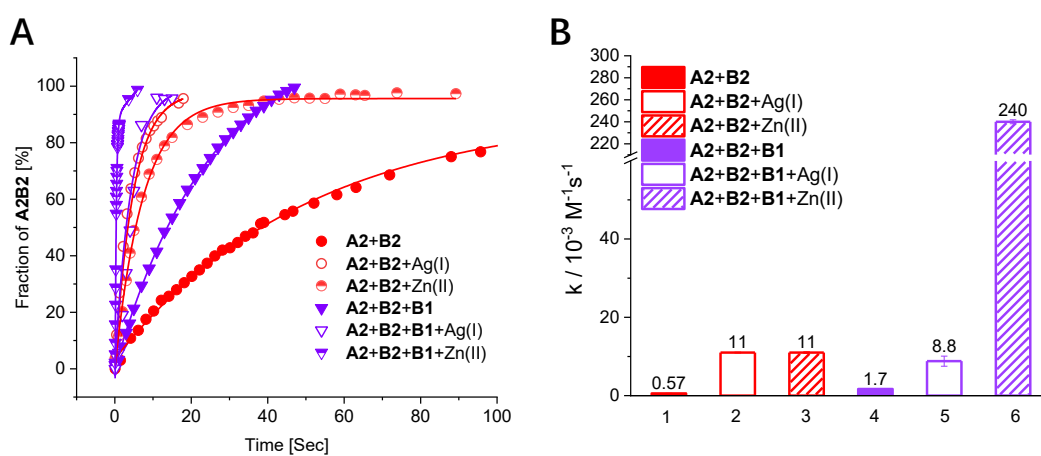 A
Fraction of A2B2 [%]
100
80
60
40
20
0
0
20
40
60
80
100
Time [Sec]
A2+B2
A2+B2+Ag(I)
A2+B2+Zn(II)
A2+B2+B1
A2+B2+B1+Ag(I)
A2+B2+B1+Zn(II)
B
k / 10⁻³ M⁻¹s⁻¹
300
280
260
240
220
40
20
0
A2+B2
A2+B2+Ag(I)
A2+B2+Zn(II)
A2+B2+B1
A2+B2+B1+Ag(I)
A2+B2+B1+Zn(II)
0.57
11
11
1.7
8.8
240
1
2
3
4
5
6